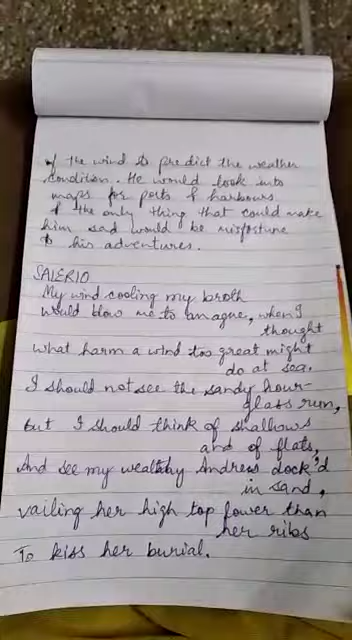 of the wind to predict the weather
condition. He would look into
maps for ports & harbours
& the only thing that could make
him sad would be misfortune
to his adventures.
SALERIO
My wind cooling my broth
would blow me to an ague, when I
thought
what harm a wind too great might
do at sea.
I should not see the sandy hour-
glass run,
but I should think of shallows
and of flats,
And see my wealthy Andrew dock'd
in sand,
vailing her high top lower than
her ribs
To kiss her burial.